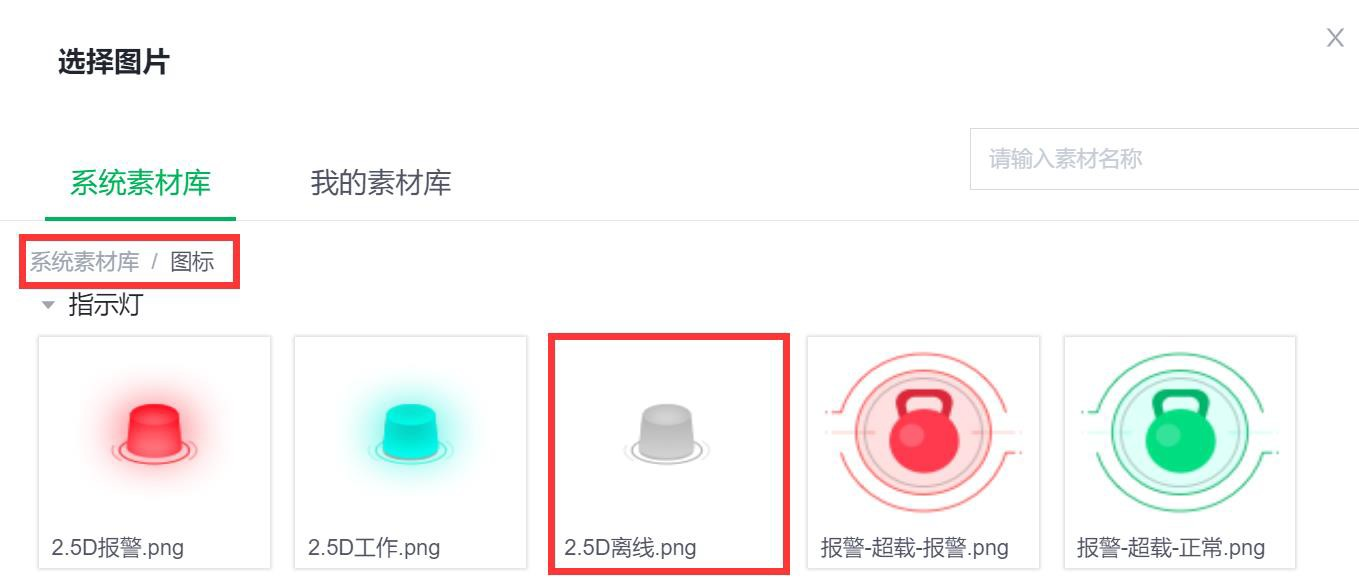 选择图片
系统素材库 我的素材库 请输入素材名称
系统素材库 / 图标
指示灯
2.5D报警.png 2.5D工作.png 2.5D离线.png 报警-超载-报警.png 报警-超载-正常.png